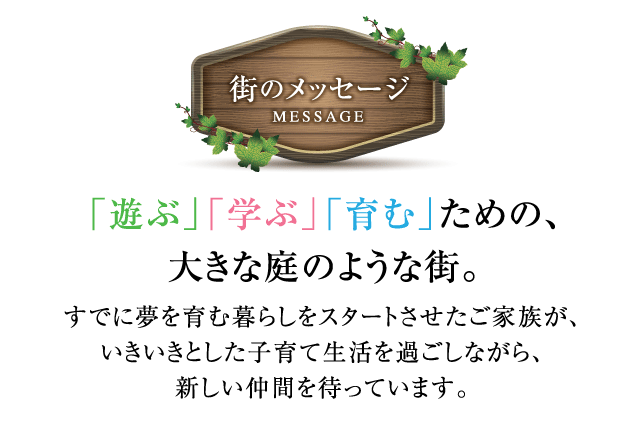 街のメッセージ
MESSAGE
「遊ぶ」「学ぶ」「育む」ための、
大きな庭のような街。
すでに夢を育む暮らしをスタートさせたご家族が、
いきいきとした子育て生活を過ごしながら、
新しい仲間を待っています。